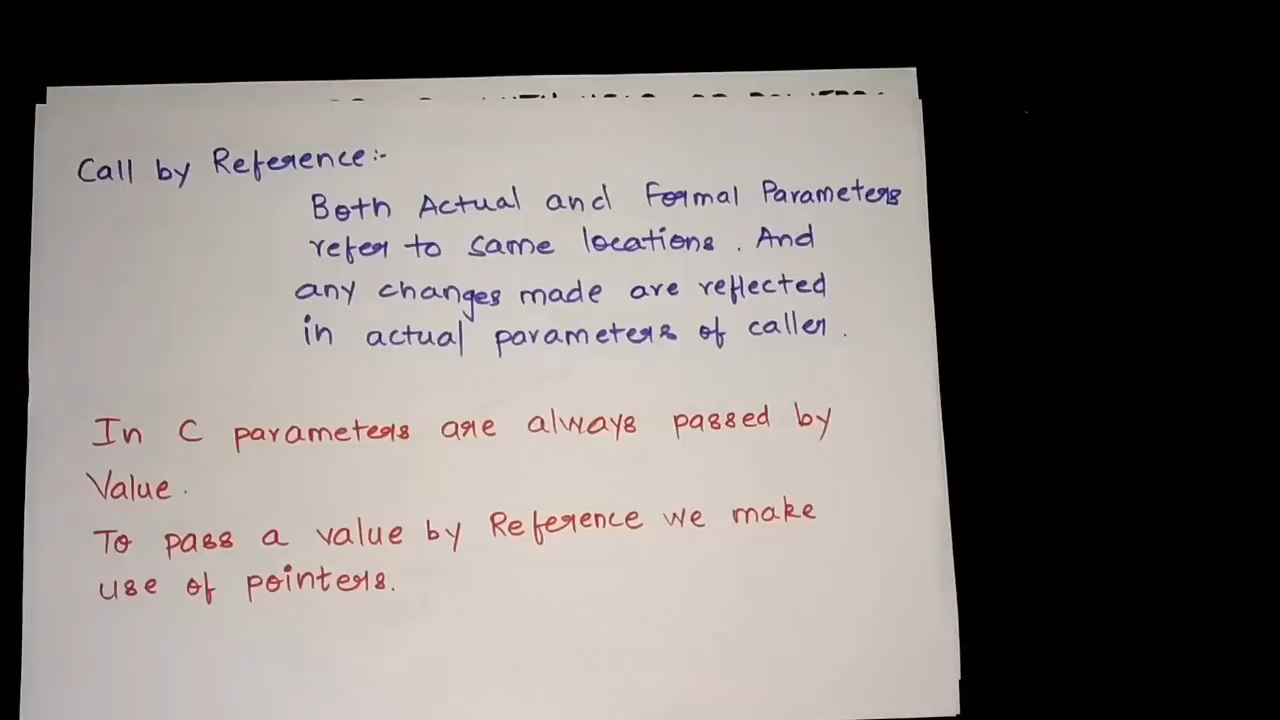 Call by Reference:-
Both Actual and Formal Parameters
refer to same locations. And
any changes made are reflected
in actual parameters of caller.
In C parameters are always passed by
Value.
To pass a value by Reference we make
use of pointers.